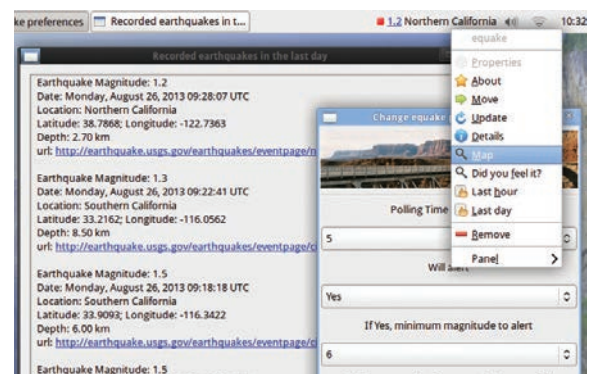 ke preferences
Recorded earthquakes in t...
1.2 Northern California
10:32
Recorded earthquakes in the last day
Earthquake Magnitude: 1.2
Date: Monday, August 26, 2013 09:28:07 UTC
Location: Northern California
Latitude: 38.7868; Longitude: -122.7363
Depth: 2.70 km
url: http://earthquake.usgs.gov/earthquakes/eventpage/n
Earthquake Magnitude: 1.3
Date: Monday, August 26, 2013 09:22:41 UTC
Location: Southern California
Latitude: 33.2162; Longitude: -116.0562
Depth: 8.50 km
url: http://earthquake.usgs.gov/earthquakes/eventpage/ci
Earthquake Magnitude: 1.5
Date: Monday, August 26, 2013 09:18:18 UTC
Location: Southern California
Latitude: 33.9093; Longitude: -116.3422
Depth: 6.00 km
url: http://earthquake.usgs.gov/earthquakes/eventpage/ci
Earthquake Magnitude: 1.5
Change equake
Polling Time
5
Will alert
Yes
If Yes, minimum magnitude to alert
6
equake
Properties
About
Move
Update
Details
Map
Did you feel it?
Last hour
Last day
Remove
Panel